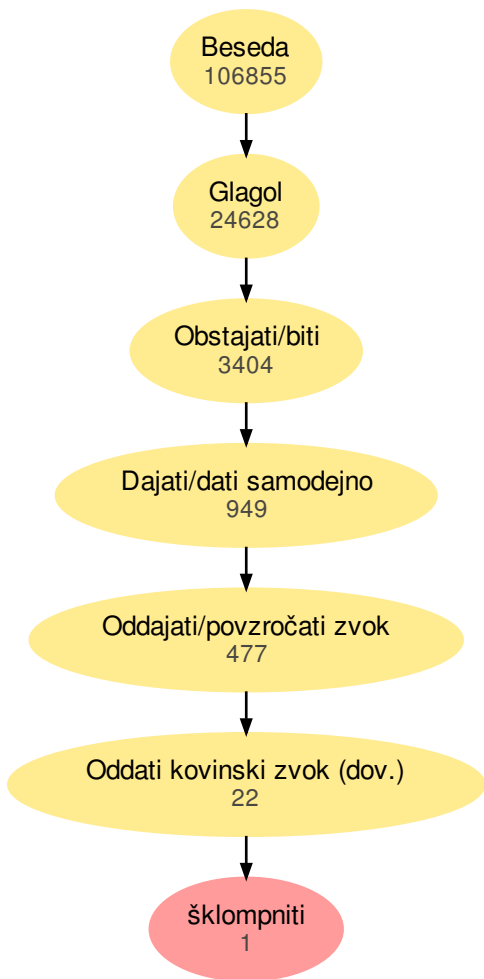 Beseda
106855
Glagol
24628
Obstajati/biti
3404
Dajati/dati samodejno
949
Oddajati/povzročati zvok
477
Oddati kovinski zvok (dov.)
22
šklompniti
1